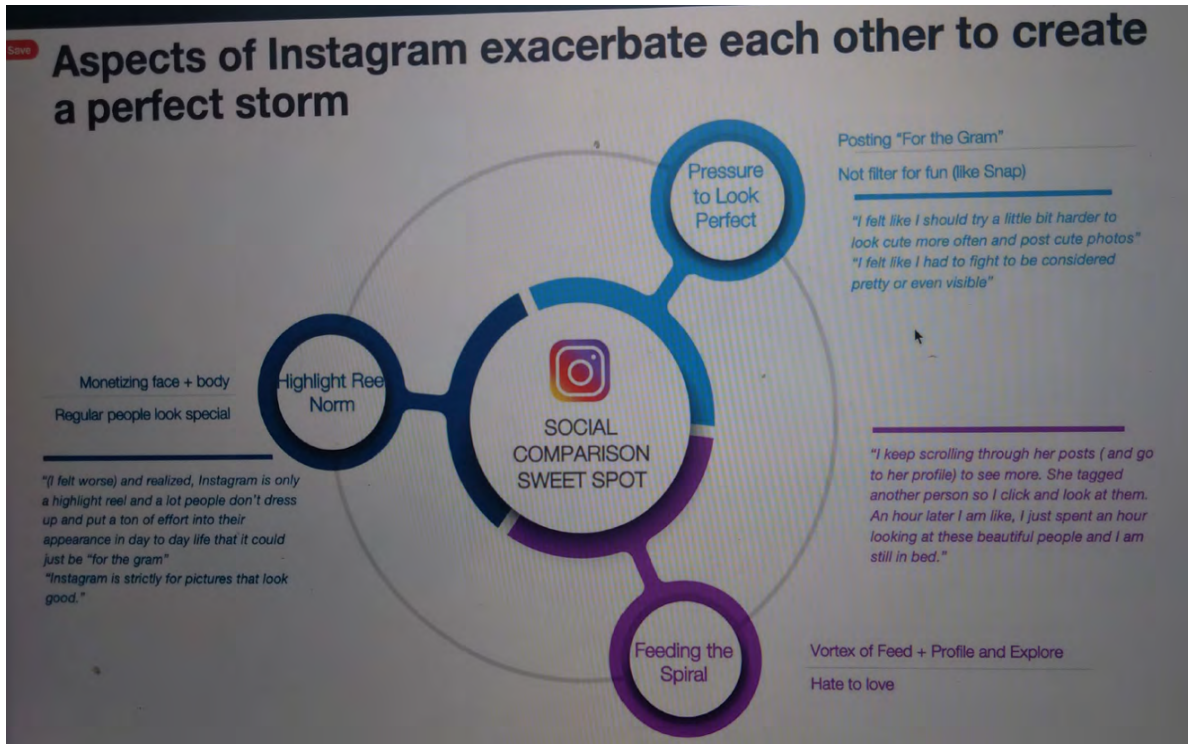 Save
Aspects of Instagram exacerbate each other to create
a perfect storm
Pressure
to Look
Perfect
Posting "For the Gram"
Not filter for fun (like Snap)
"I felt like I should try a little bit harder to
look cute more often and post cute photos"
"I felt like I had to fight to be considered
pretty or even visible"
Highlight Ree
Norm
Monetizing face + body
Regular people look special
"(I felt worse) and realized, Instagram is only
a highlight reel and a lot people don't dress
up and put a ton of effort into their
appearance in day to day life that it could
just be "for the gram"
"Instagram is strictly for pictures that look
good."
SOCIAL
COMPARISON
SWEET SPOT
"I keep scrolling through her posts ( and go
to her profile) to see more. She tagged
another person so I click and look at them.
An hour later I am like, I just spent an hour
looking at these beautiful people and I am
still in bed."
Feeding the
Spiral
Vortex of Feed + Profile and Explore
Hate to love